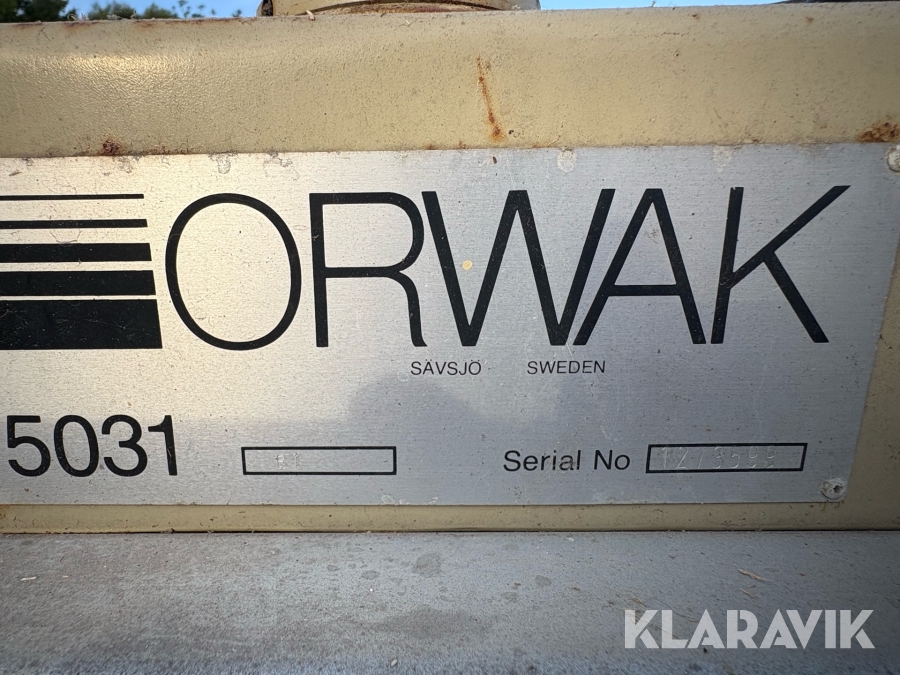 ORWAK
SÄVSJÖ SWEDEN
5031
Serial No
KLARAVIK